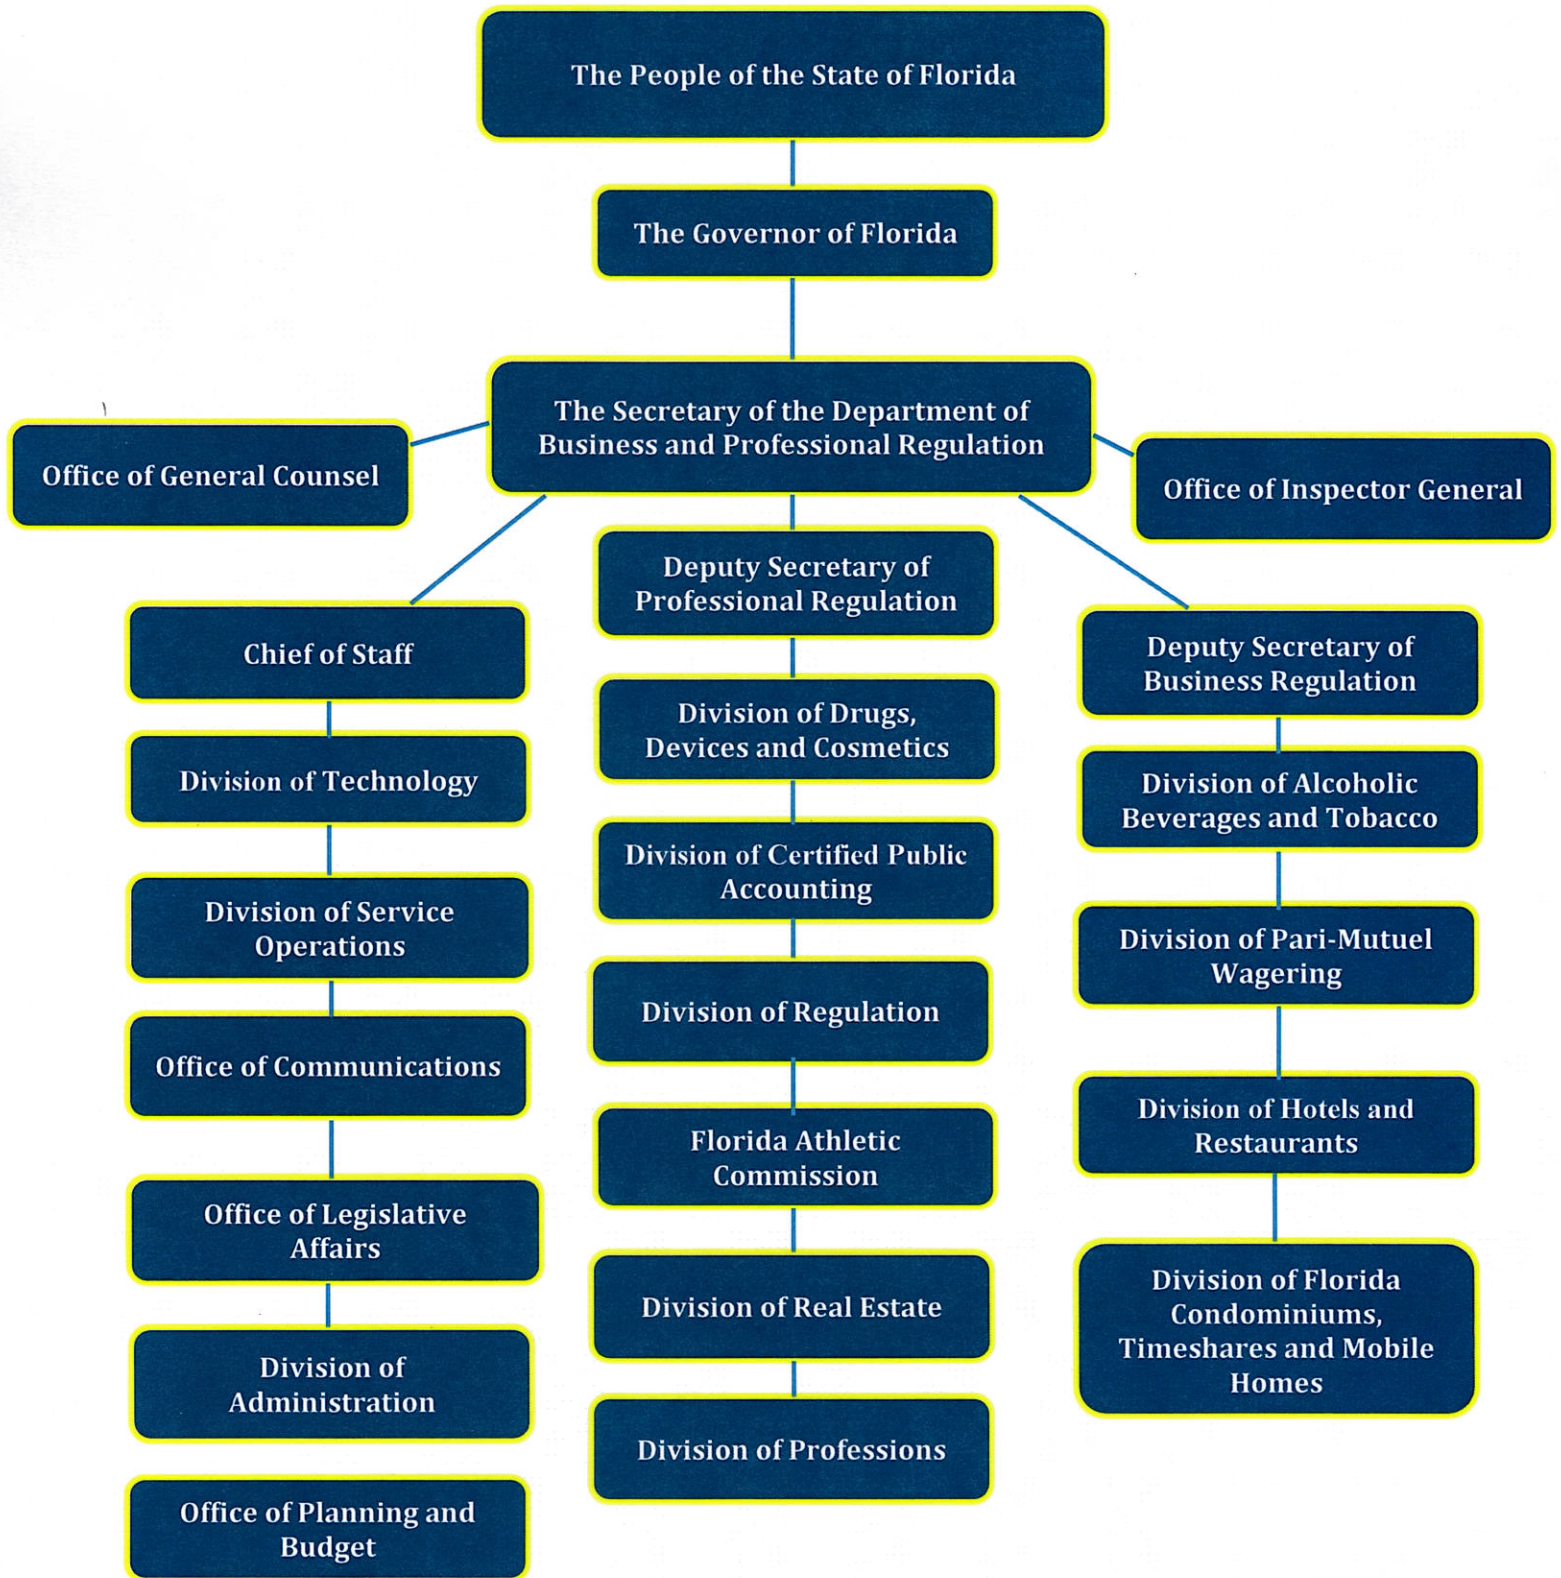 The People of the State of Florida
The Governor of Florida
The Secretary of the Department of
Business and Professional Regulation
Office of General Counsel
Office of Inspector General
Chief of Staff
Division of Technology
Division of Service
Operations
Office of Communications
Office of Legislative
Affairs
Division of
Administration
Office of Planning and
Budget
Deputy Secretary of
Professional Regulation
Division of Drugs,
Devices and Cosmetics
Division of Certified Public
Accounting
Division of Regulation
Florida Athletic
Commission
Division of Real Estate
Division of Professions
Deputy Secretary of
Business Regulation
Division of Alcoholic
Beverages and Tobacco
Division of Pari-Mutuel
Wagering
Division of Hotels and
Restaurants
Division of Florida
Condominiums,
Timeshares and Mobile
Homes